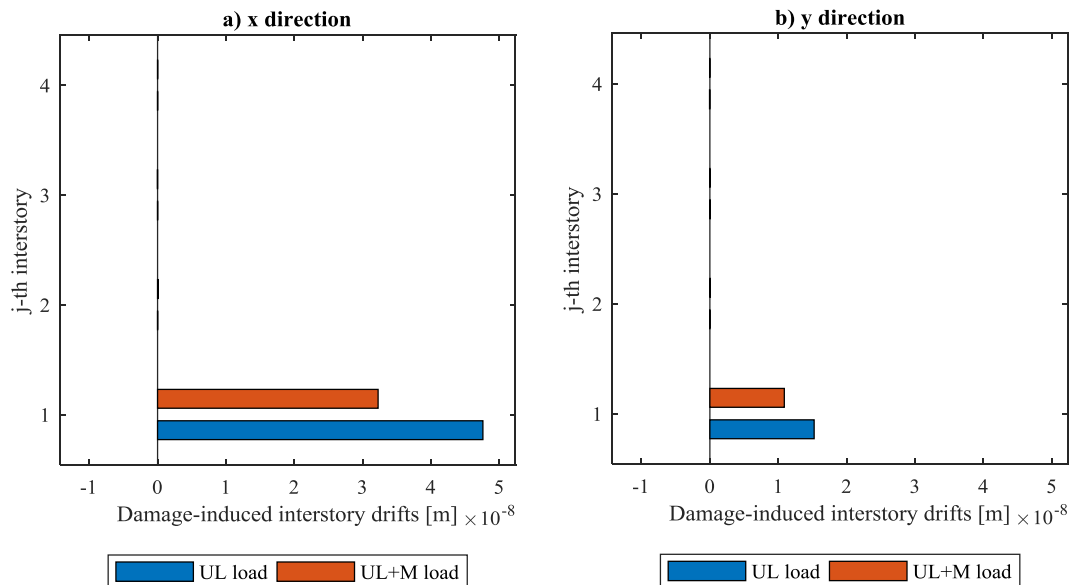 a) x direction
4
3
2
1
j-th interstory
-1 0 1 2 3 4 5
Damage-induced interstory drifts [m] ×10-8
UL load UL+M load
b) y direction
4
3
2
1
j-th interstory
-1 0 1 2 3 4 5
Damage-induced interstory drifts [m] ×10-8
UL load UL+M load